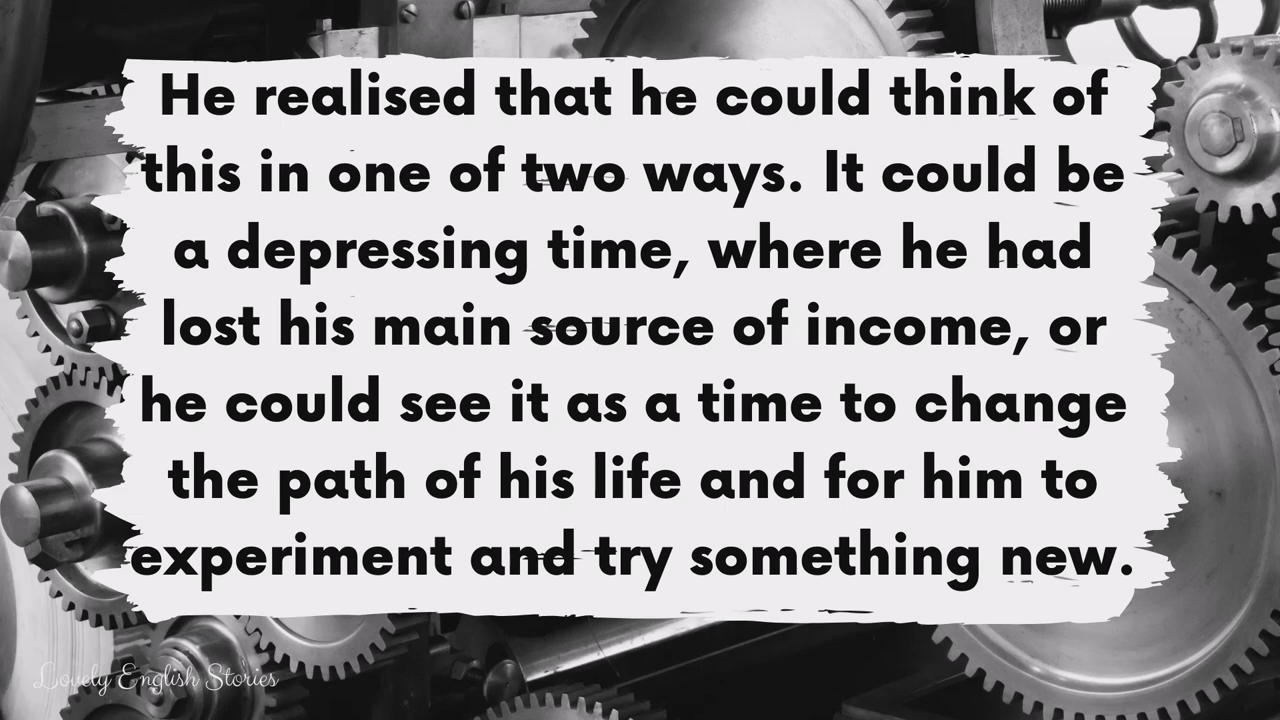 He realised that he could think of
this in one of two ways. It could be
a depressing time, where he had
lost his main source of income, or
he could see it as a time to change
the path of his life and for him to
experiment and try something new.
Lovely English Stories